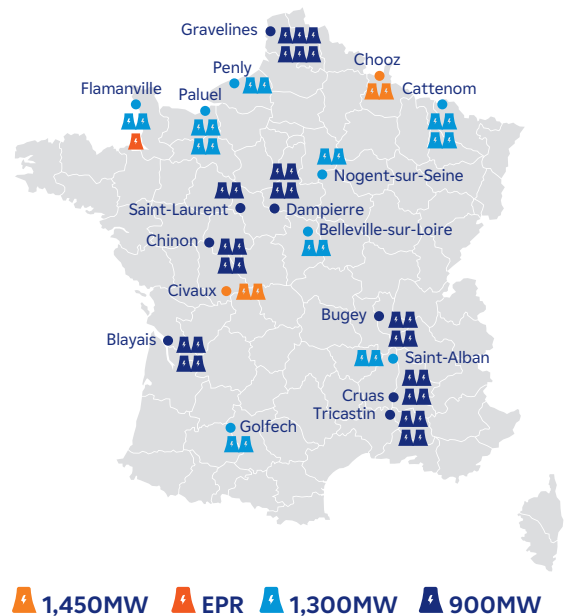 Gravelines
Chooz
Penly
Flamanville
Paluel
Cattenom
Nogent-sur-Seine
Saint-Laurent
Dampierre
Belleville-sur-Loire
Chinon
Civaux
Bugey
Blayais
Saint-Alban
Cruas
Tricastin
Golfech
1,450MW EPR 1,300MW 900MW